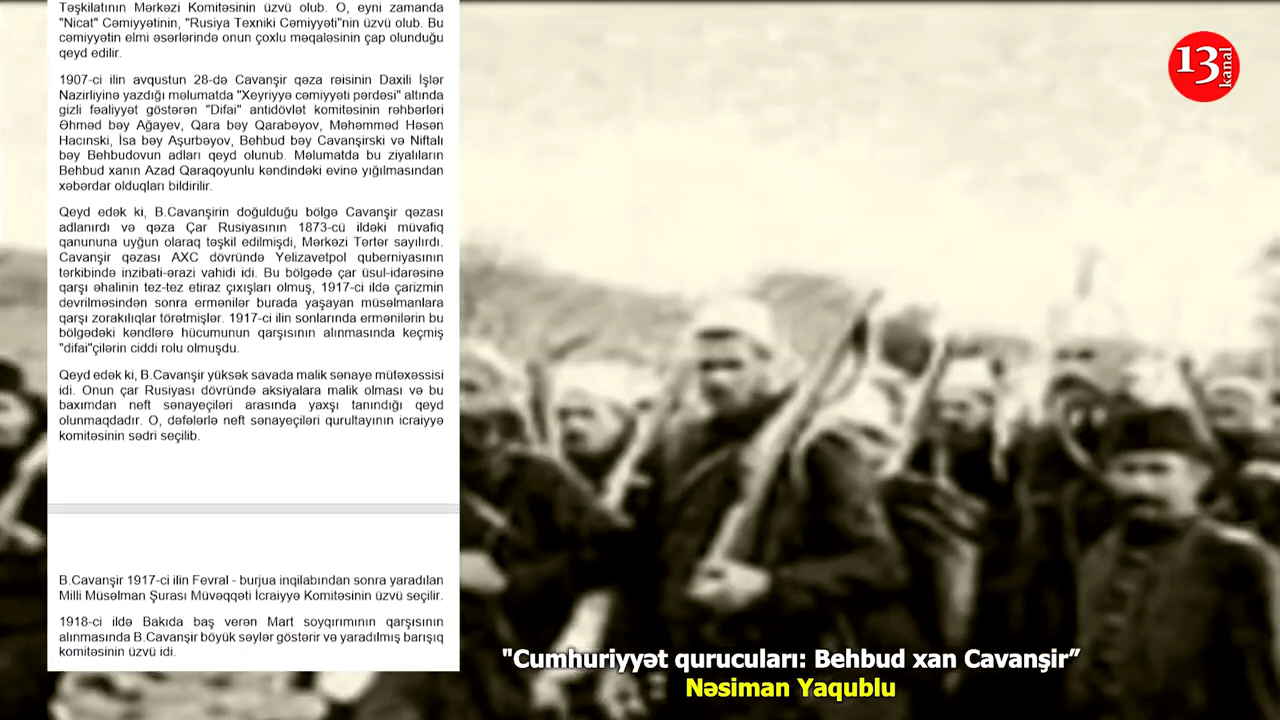 Təşkilatının Mərkəzi Komitəsinin üzvü olub. O, eyni zamanda
"Nicat" Cəmiyyətinin, "Rusiya Texniki Cəmiyyəti"nin üzvü olub. Bu
cəmiyyətin elmi əsərlərində onun çoxlu məqaləsinin çap olunduğu
qeyd edilir.
1907-ci ilin avqustun 28-də Cavanşir qəza rəisinin Daxili İşlər
Nazirliyinə yazdığı məlumatda "Xeyriyyə cəmiyyəti pərdəsi" altında
gizli fəaliyyət göstərən "Difai" antidövlət komitəsinin rəhbərləri
Əhməd bəy Ağayev, Qara bəy Qarabəyov, Məhəmməd Həsən
Hacınski, İsa bəy Aşurbəyov, Behbud bəy Cavanşirski və Niftalı
bəy Behbudovun adları qeyd olunub. Məlumatda bu ziyalıların
Behbud xanın Azad Qaraqoyunlu kəndindəki evinə yığılmasından
xəbərdar olduqları bildirilir.
Qeyd edək ki, B.Cavanşirin doğulduğu bölgə Cavanşir qəzası
adlanırdı və qəza Çar Rusiyasının 1873-cü ildəki müvafiq
qanununa uyğun olaraq təşkil edilmişdi, Mərkəzi Tərtər sayılırdı.
Cavanşir qəzası AXC dövründə Yelizavetpol quberniyasının
tərkibində inzibati-ərazi vahidi idi. Bu bölgədə çar üsul-idarəsinə
qarşı əhalinin tez-tez etiraz çıxışları olmuş, 1917-ci ildə çarizmin
devrilməsindən sonra ermənilər burada yaşayan müsəlmanlara
qarşı zorakılıqlar törətmişlər. 1917-ci ilin sonlarında ermənilərin bu
bölgədəki kəndlərə hücumunun qarşısının alınmasında keçmiş
"difai"çilərin ciddi rolu olmuşdu.
Qeyd edək ki, B.Cavanşir yüksək savada malik sənaye mütəxəssisi
idi. Onun çar Rusiyası dövründə aksiyalara malik olması və bu
baxımdan neft sənayeçiləri arasında yaxşı tanındığı qeyd
olunmaqdadır. O, dəfələrlə neft sənayeçiləri qurultayının icraiyyə
komitəsinin sədri seçilib.
B.Cavanşir 1917-ci ilin Fevral - burjua inqilabından sonra yaradılan
Milli Müsəlman Şurası Müvəqqəti İcraiyyə Komitəsinin üzvü seçilir.
1918-ci ildə Bakıda baş verən Mart soyqırımının qarşısının
alınmasında B.Cavanşir böyük səylər göstərir və yaradılmış barışıq
komitəsinin üzvü idi.
13 kanal
"Cumhuriyyət qurucuları: Behbud xan Cavanşir”
Nəsiman Yaqublu